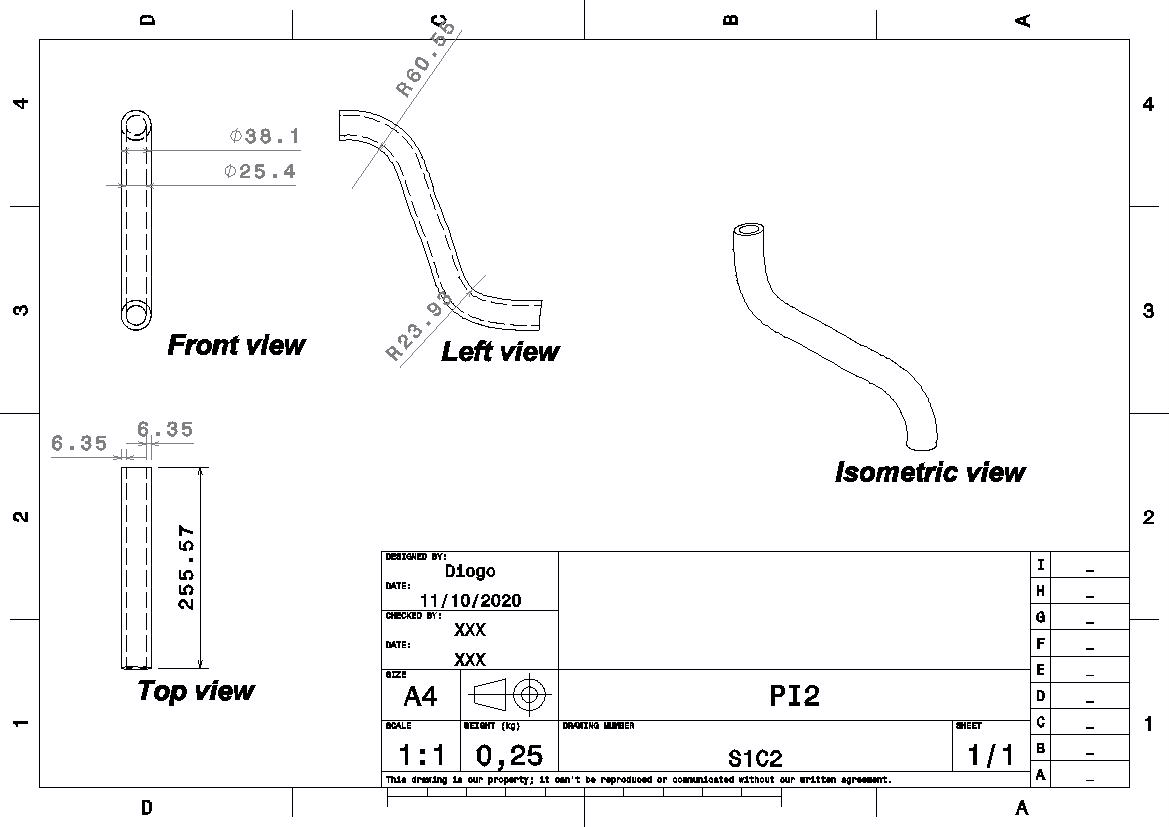 D C B A
4 4
R60.55
Φ38.1
Φ25.4
3 3
R23.93
Front view
Left view
6.35 6.35
Isometric view
2 2
255.57
Top view
1 1
DESIGNED BY:
Diogo
DATE:
11/10/2020
CHECKED BY:
XXX
DATE:
XXX
SIZE
A4
PI2
SCALE
1:1
WEIGHT (kg)
0,25
DRAWING NUMBER
S1C2
SHEET
1/1
This drawing is our property; it can't be reproduced or communicated without our written agreement.
I _
H _
G _
F _
E _
D _
C _
B _
A _
D A